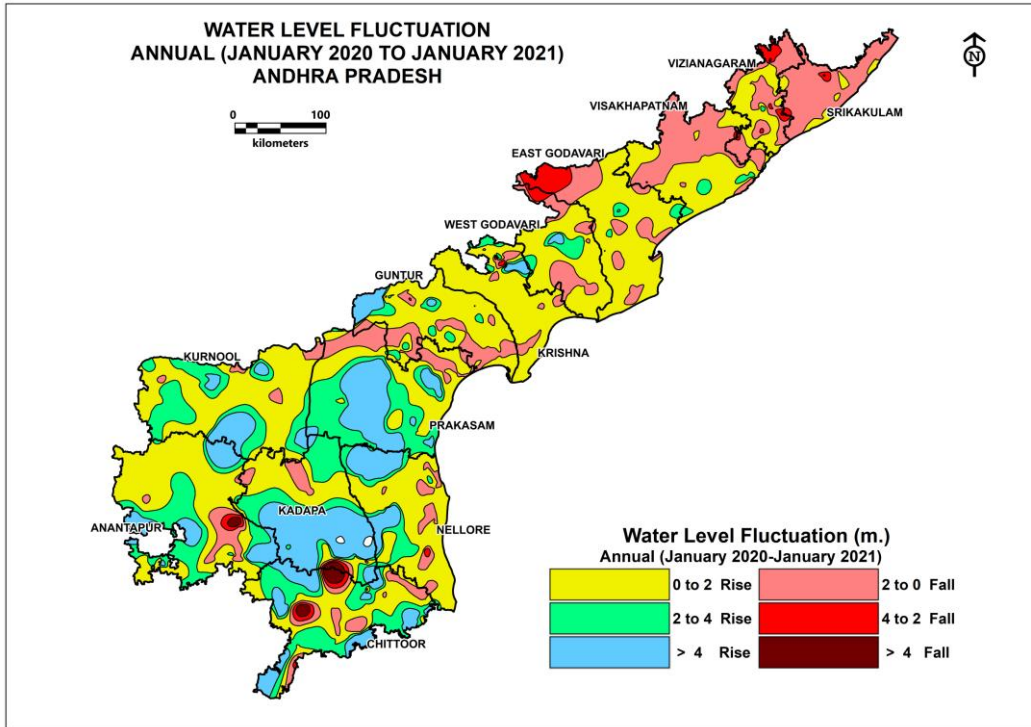 WATER LEVEL FLUCTUATION
ANNUAL (JANUARY 2020 TO JANUARY 2021)
ANDHRA PRADESH
0 100
kilometers
N
VIZIANAGARAM
VISAKHAPATNAM
SRIKAKULAM
EAST GODAVARI
WEST GODAVARI
GUNTUR
KRISHNA
KURNOOL
PRAKASAM
KADAPA
ANANTAPUR
NELLORE
CHITTOOR
Water Level Fluctuation (m.)
Annual (January 2020-January 2021)
0 to 2 Rise 2 to 0 Fall
2 to 4 Rise 4 to 2 Fall
> 4 Rise > 4 Fall